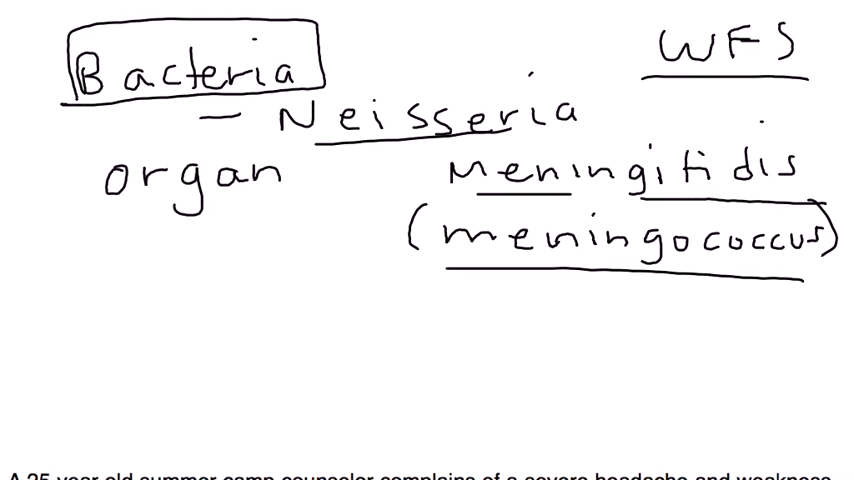 WFS
Bacteria
- Neisseria
organ Meningitidis
(meningococcus)
A 25-year-old summer camp counselor complains of a severe headache and weakness